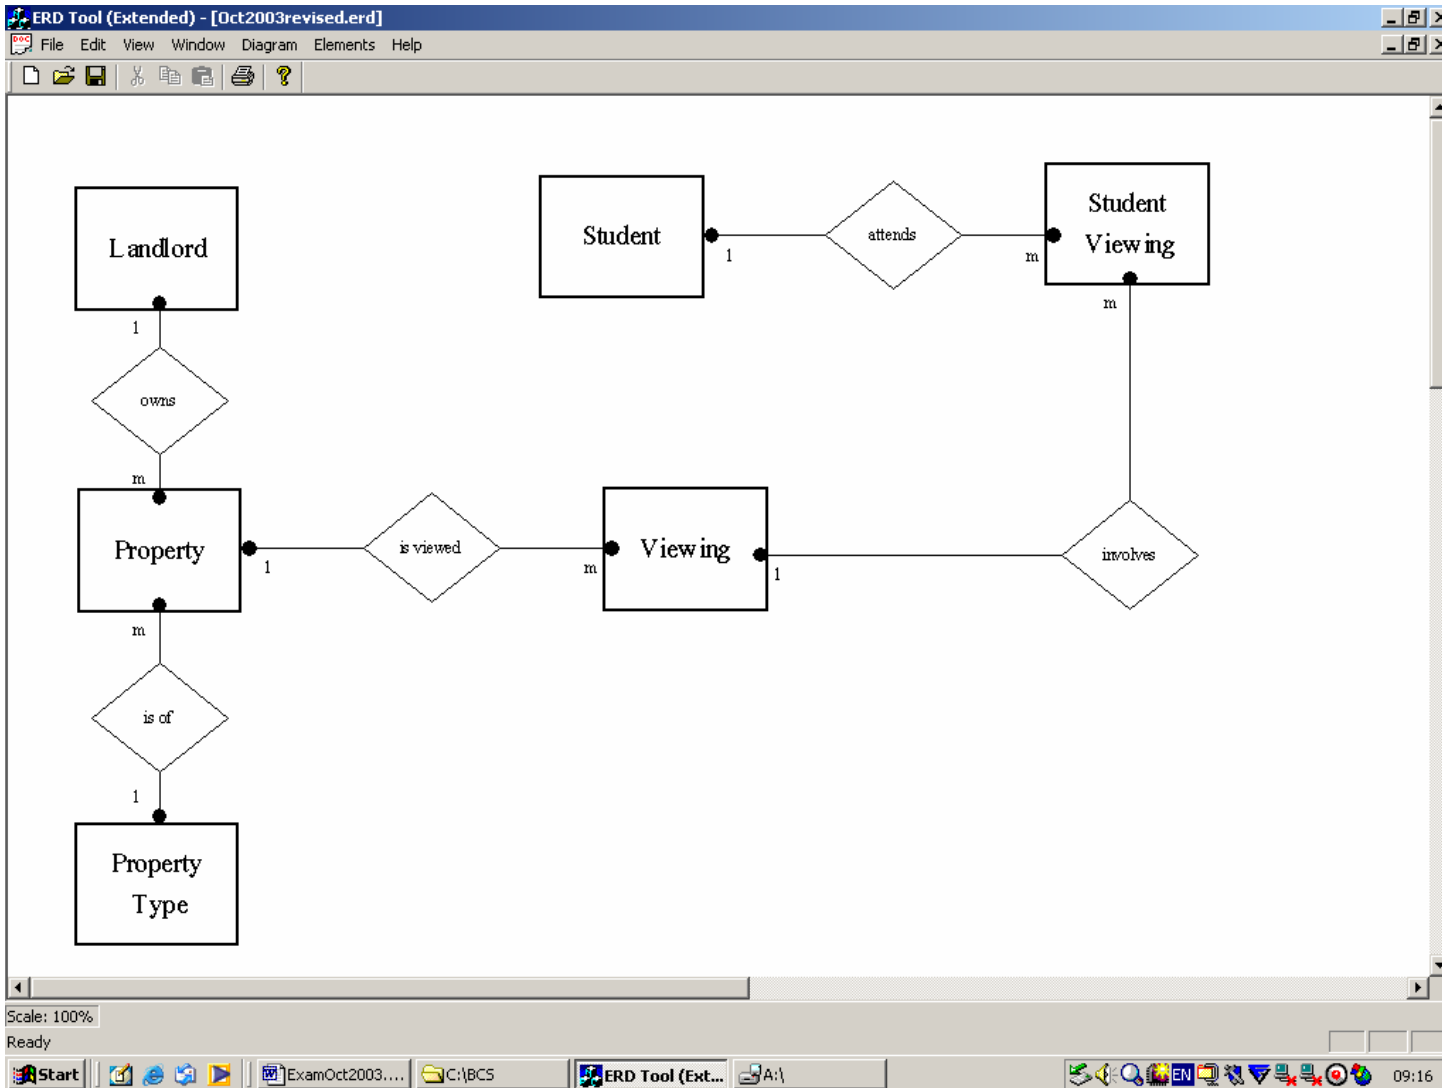 ERD Tool (Extended) - [Oct2003revised.erd]
File Edit View Window Diagram Elements Help
Landlord
1
owns
m
Property
m
is of
1
Property
Type
1
is viewed
m
Viewing
1
involves
m
Student
1
attends
m
Student
Viewing
Scale: 100%
Ready
Start
ExamOct2003....
C:\BCS
ERD Tool (Ext...
A:\
EN
09:16